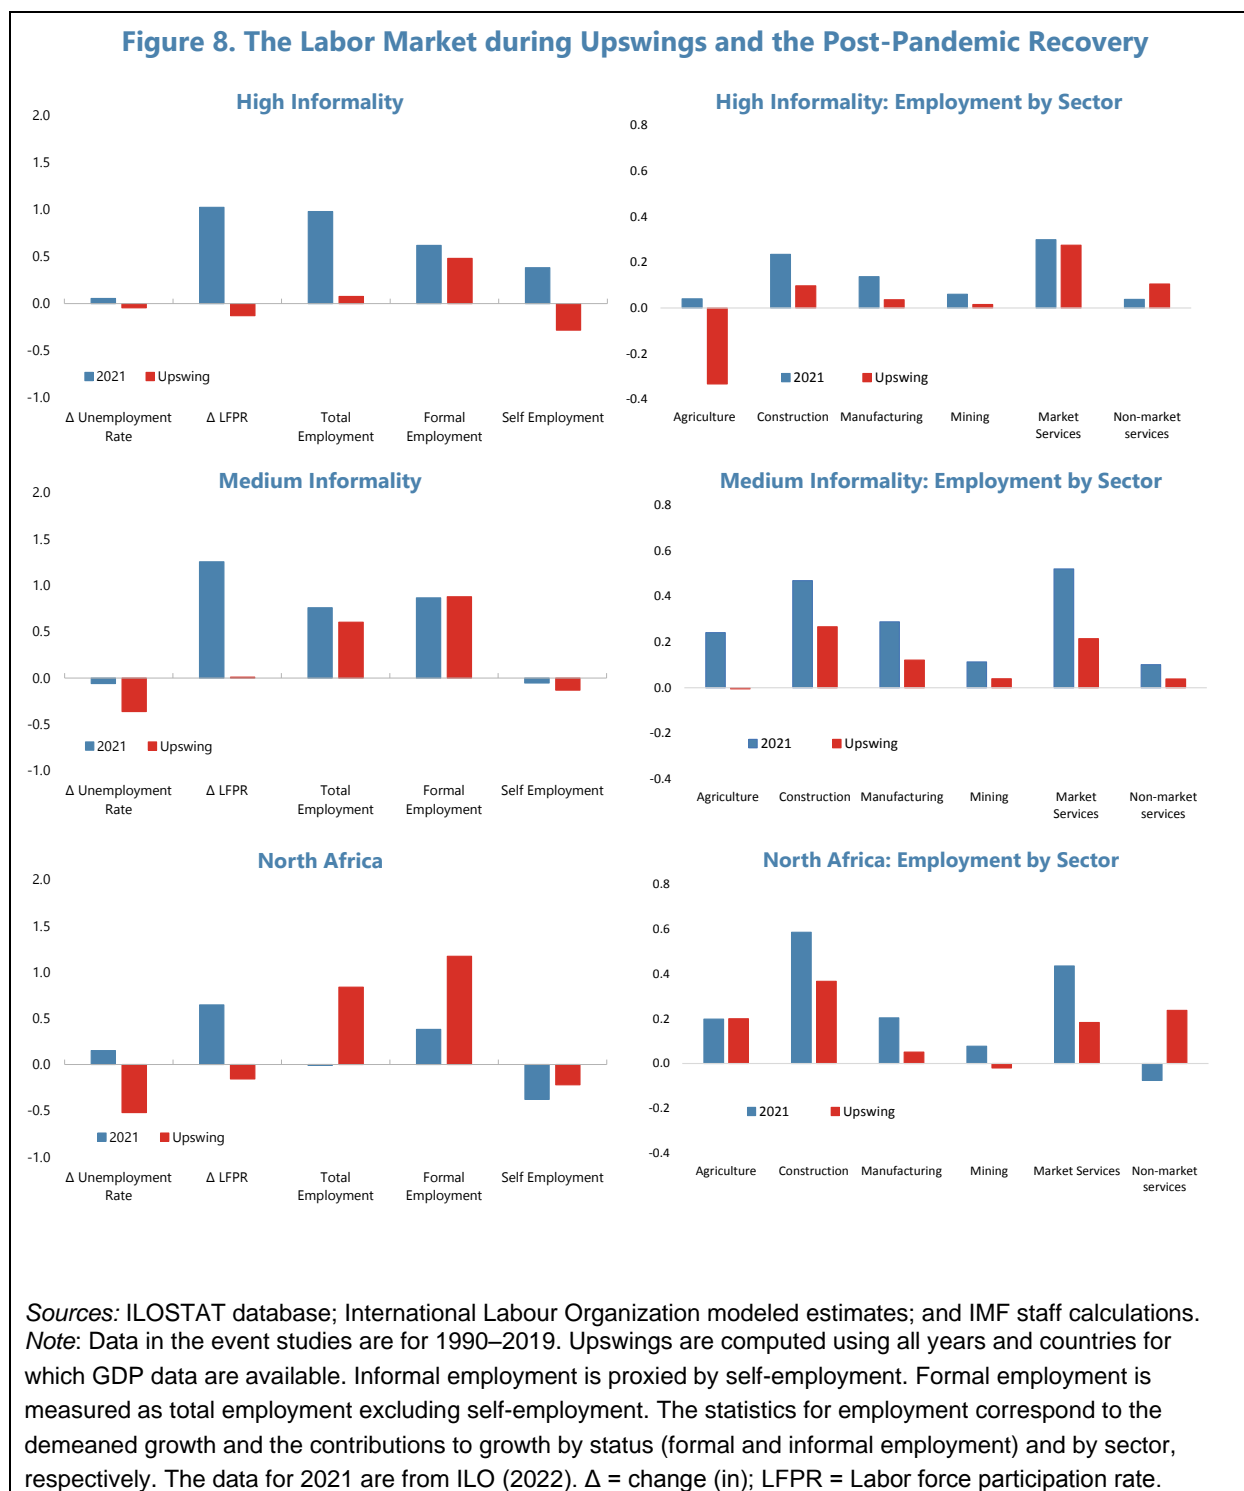 Figure 8. The Labor Market during Upswings and the Post-Pandemic Recovery
High Informality
2.0
1.5
1.0
0.5
0.0
-0.5
-1.0
2021 Upswing
Δ Unemployment Rate
Δ LFPR
Total Employment
Formal Employment
Self Employment
High Informality: Employment by Sector
0.8
0.6
0.4
0.2
0.0
-0.2
-0.4
2021 Upswing
Agriculture
Construction
Manufacturing
Mining
Market Services
Non-market services
Medium Informality
2.0
1.5
1.0
0.5
0.0
-0.5
-1.0
2021 Upswing
Δ Unemployment Rate
Δ LFPR
Total Employment
Formal Employment
Self Employment
Medium Informality: Employment by Sector
0.8
0.6
0.4
0.2
0.0
-0.2
-0.4
2021 Upswing
Agriculture
Construction
Manufacturing
Mining
Market Services
Non-market services
North Africa
2.0
1.5
1.0
0.5
0.0
-0.5
-1.0
2021 Upswing
Δ Unemployment Rate
Δ LFPR
Total Employment
Formal Employment
Self Employment
North Africa: Employment by Sector
0.8
0.6
0.4
0.2
0.0
-0.2
-0.4
2021 Upswing
Agriculture
Construction
Manufacturing
Mining
Market Services
Non-market services
Sources: ILOSTAT database; International Labour Organization modeled estimates; and IMF staff calculations.
Note: Data in the event studies are for 1990–2019. Upswings are computed using all years and countries for
which GDP data are available. Informal employment is proxied by self-employment. Formal employment is
measured as total employment excluding self-employment. The statistics for employment correspond to the
demeaned growth and the contributions to growth by status (formal and informal employment) and by sector,
respectively. The data for 2021 are from ILO (2022). Δ = change (in); LFPR = Labor force participation rate.